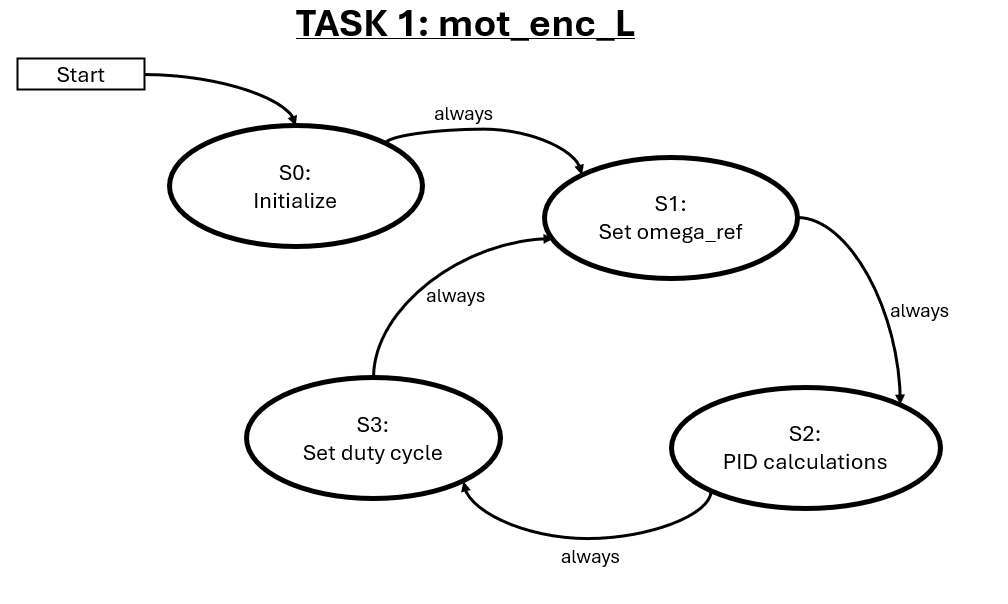 TASK 1: mot_enc_L
Start
always
S0:
Initialize
S1:
Set omega_ref
always
always
S3:
Set duty cycle
S2:
PID calculations
always